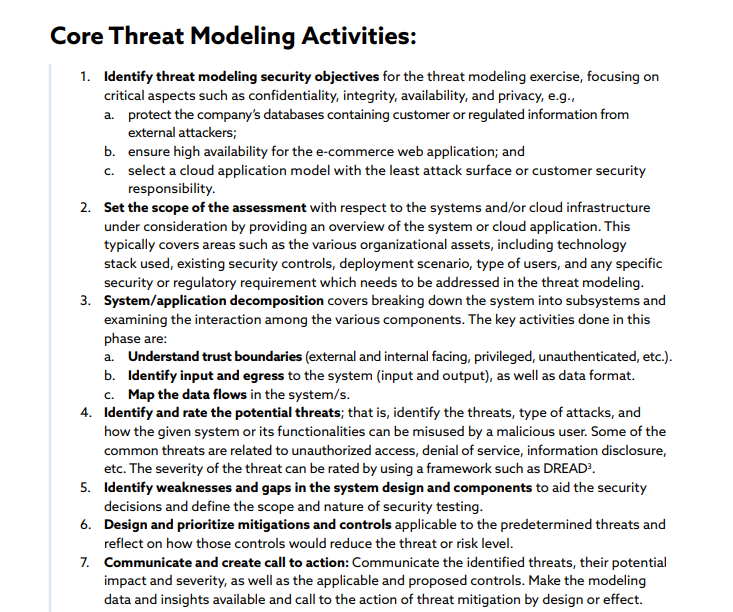 Core Threat Modeling Activities:
1. Identify threat modeling security objectives for the threat modeling exercise, focusing on
critical aspects such as confidentiality, integrity, availability, and privacy, e.g.,
a. protect the company's databases containing customer or regulated information from
external attackers;
b. ensure high availability for the e-commerce web application; and
c. select a cloud application model with the least attack surface or customer security
responsibility.
2. Set the scope of the assessment with respect to the systems and/or cloud infrastructure
under consideration by providing an overview of the system or cloud application. This
typically covers areas such as the various organizational assets, including technology
stack used, existing security controls, deployment scenario, type of users, and any specific
security or regulatory requirement which needs to be addressed in the threat modeling.
3. System/application decomposition covers breaking down the system into subsystems and
examining the interaction among the various components. The key activities done in this
phase are:
a. Understand trust boundaries (external and internal facing, privileged, unauthenticated, etc.).
b. Identify input and egress to the system (input and output), as well as data format.
c. Map the data flows in the system/s.
4. Identify and rate the potential threats; that is, identify the threats, type of attacks, and
how the given system or its functionalities can be misused by a malicious user. Some of the
common threats are related to unauthorized access, denial of service, information disclosure,
etc. The severity of the threat can be rated by using a framework such as DREAD³.
5. Identify weaknesses and gaps in the system design and components to aid the security
decisions and define the scope and nature of security testing.
6. Design and prioritize mitigations and controls applicable to the predetermined threats and
reflect on how those controls would reduce the threat or risk level.
7. Communicate and create call to action: Communicate the identified threats, their potential
impact and severity, as well as the applicable and proposed controls. Make the modeling
data and insights available and call to the action of threat mitigation by design or effect.